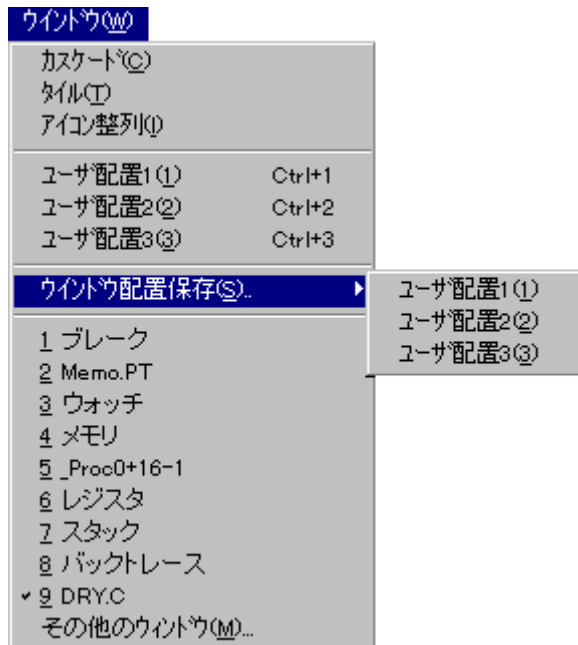 ウインドウ(W)
カスケード(C)
タイル(T)
アイコン整列(I)
ユーザ配置1(1) Ctrl+1
ユーザ配置2(2) Ctrl+2
ユーザ配置3(3) Ctrl+3
ウインドウ配置保存(S)..
ユーザ配置1(1)
ユーザ配置2(2)
ユーザ配置3(3)
1 ブレーク
2 Memo.PT
3 ウォッチ
4 メモリ
5 _Proc0+16-1
6 レジスタ
7 スタック
8 バックトレース
✓ 9 DRY.C
その他のウィンドウ(M)...